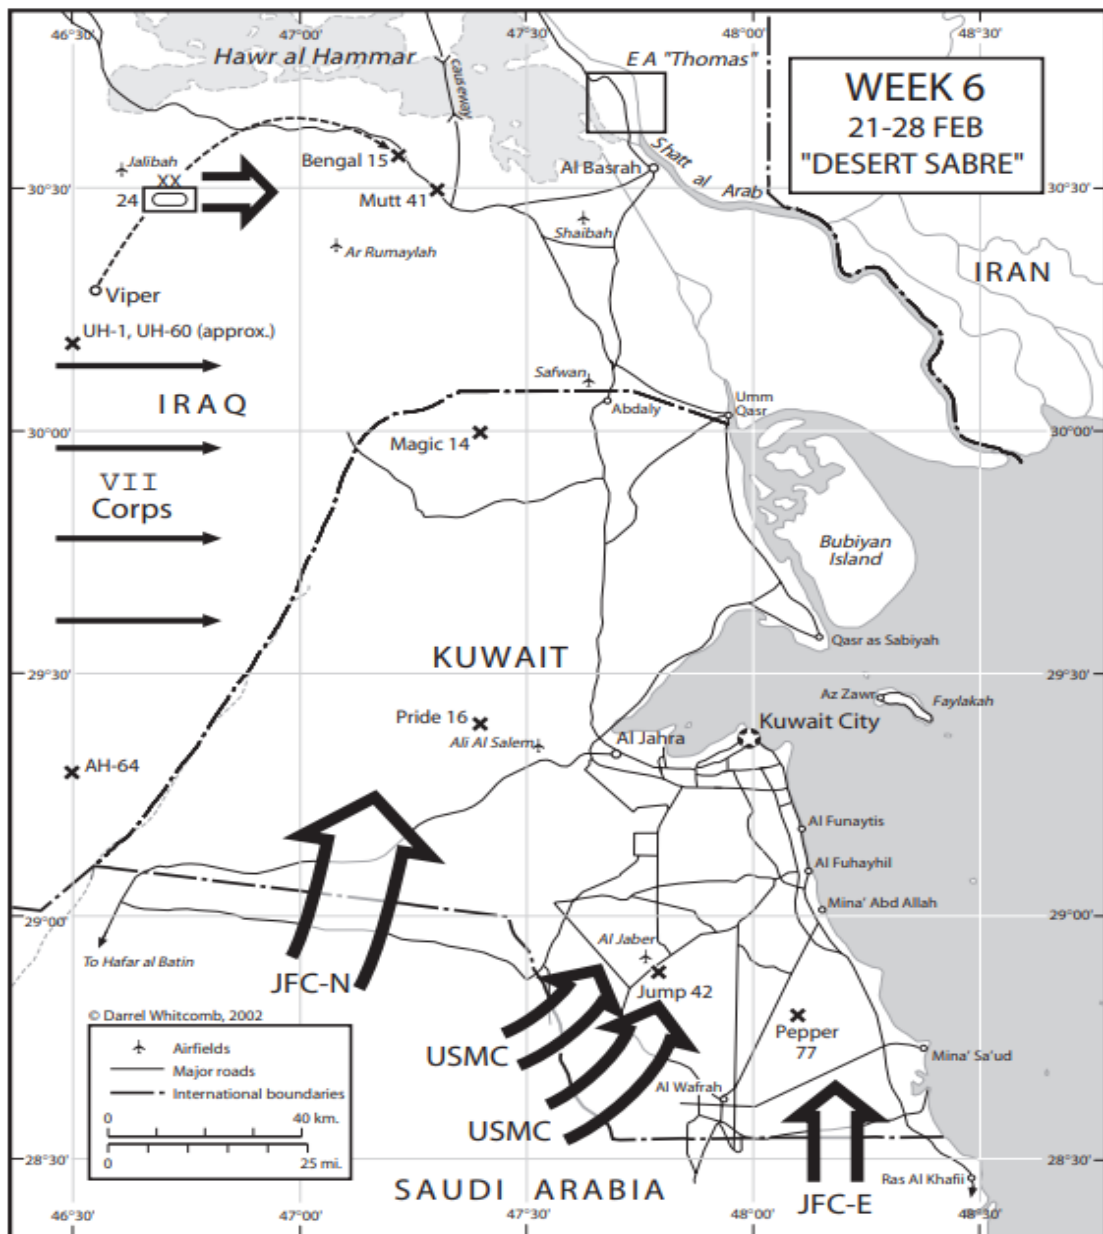 46°30'
47°00'
47°30'
48°00'
48°30'
Hawr al Hammar
causeway
E A "Thomas"
WEEK 6
21-28 FEB
"DESERT SABRE"
Jalibah
XX
24
Bengal 15
Mutt 41
Al Basrah
Shatt al Arab
30°30'
30°30'
Shaibah
Ar Rumaylah
IRAN
Viper
UH-1, UH-60 (approx.)
Safwan
Abdaly
Umm
Qasr
IRAQ
30°00'
30°00'
Magic 14
VII
Corps
Bubiyan
Island
KUWAIT
Qasr as Sabiyah
29°30'
29°30'
Az Zawr
Faylakah
Pride 16
Kuwait City
Ali Al Salem
Al Jahra
AH-64
Al Funaytis
Al Fuhayhil
Mina' Abd Allah
29°00'
29°00'
Al Jaber
To Hafar al Batin
JFC-N
Jump 42
© Darrel Whitcomb, 2002
Airfields
Major roads
International boundaries
0
40 km.
0
25 mi.
USMC
USMC
Pepper
77
Mina' Sa'ud
Al Wafrah
28°30'
28°30'
Ras Al Khafii
SAUDI ARABIA
JFC-E
46°30'
47°00'
47°30'
48°00'
48°30'